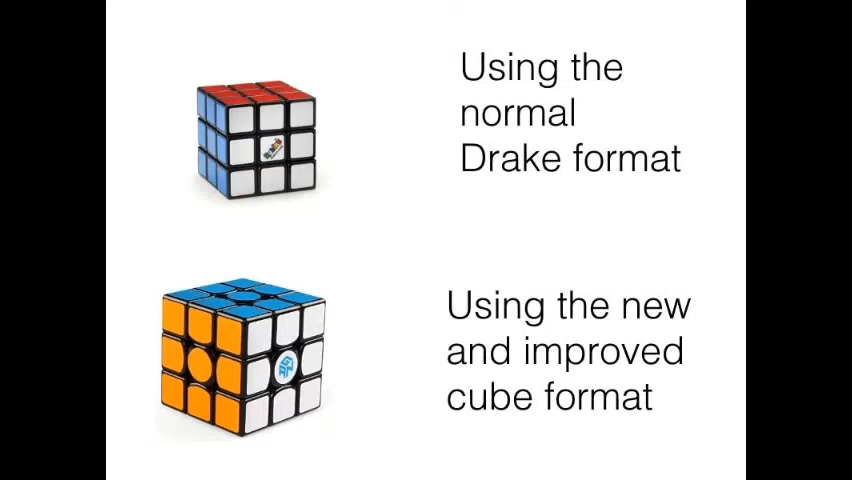 Using the
normal
Drake format
Using the new
and improved
cube format